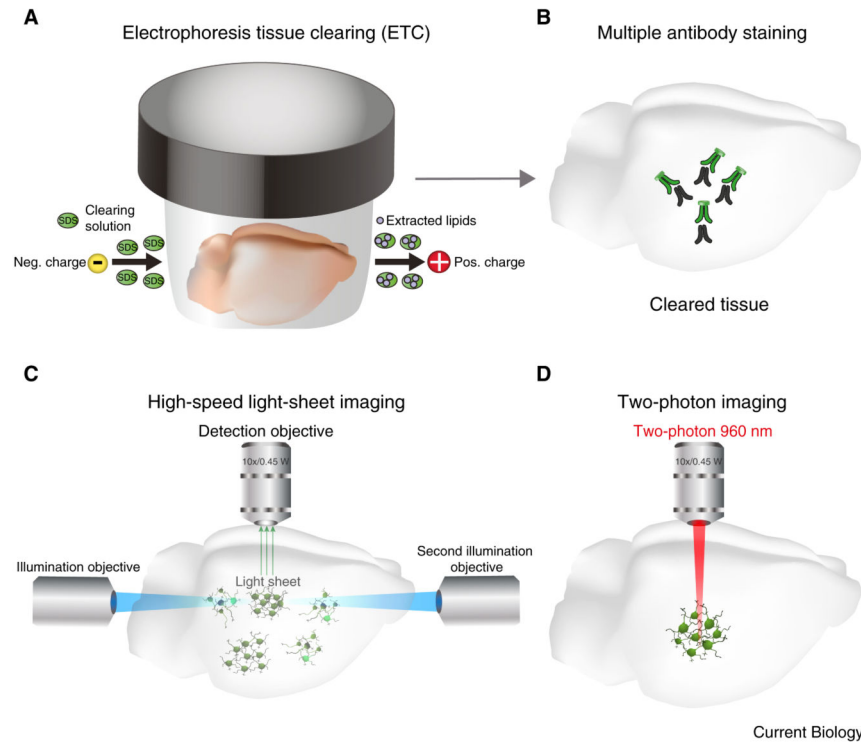 A
Electrophoresis tissue clearing (ETC)
SDS
Clearing
solution
Extracted lipids
Neg. charge
-
SDS
SDS
SDS
SDS
+
Pos. charge
B
Multiple antibody staining
Cleared tissue
C
High-speed light-sheet imaging
Detection objective
10x/0.45 W
Illumination objective
Light sheet
Second illumination
objective
D
Two-photon imaging
Two-photon 960 nm
10x/0.45 W
Current Biology